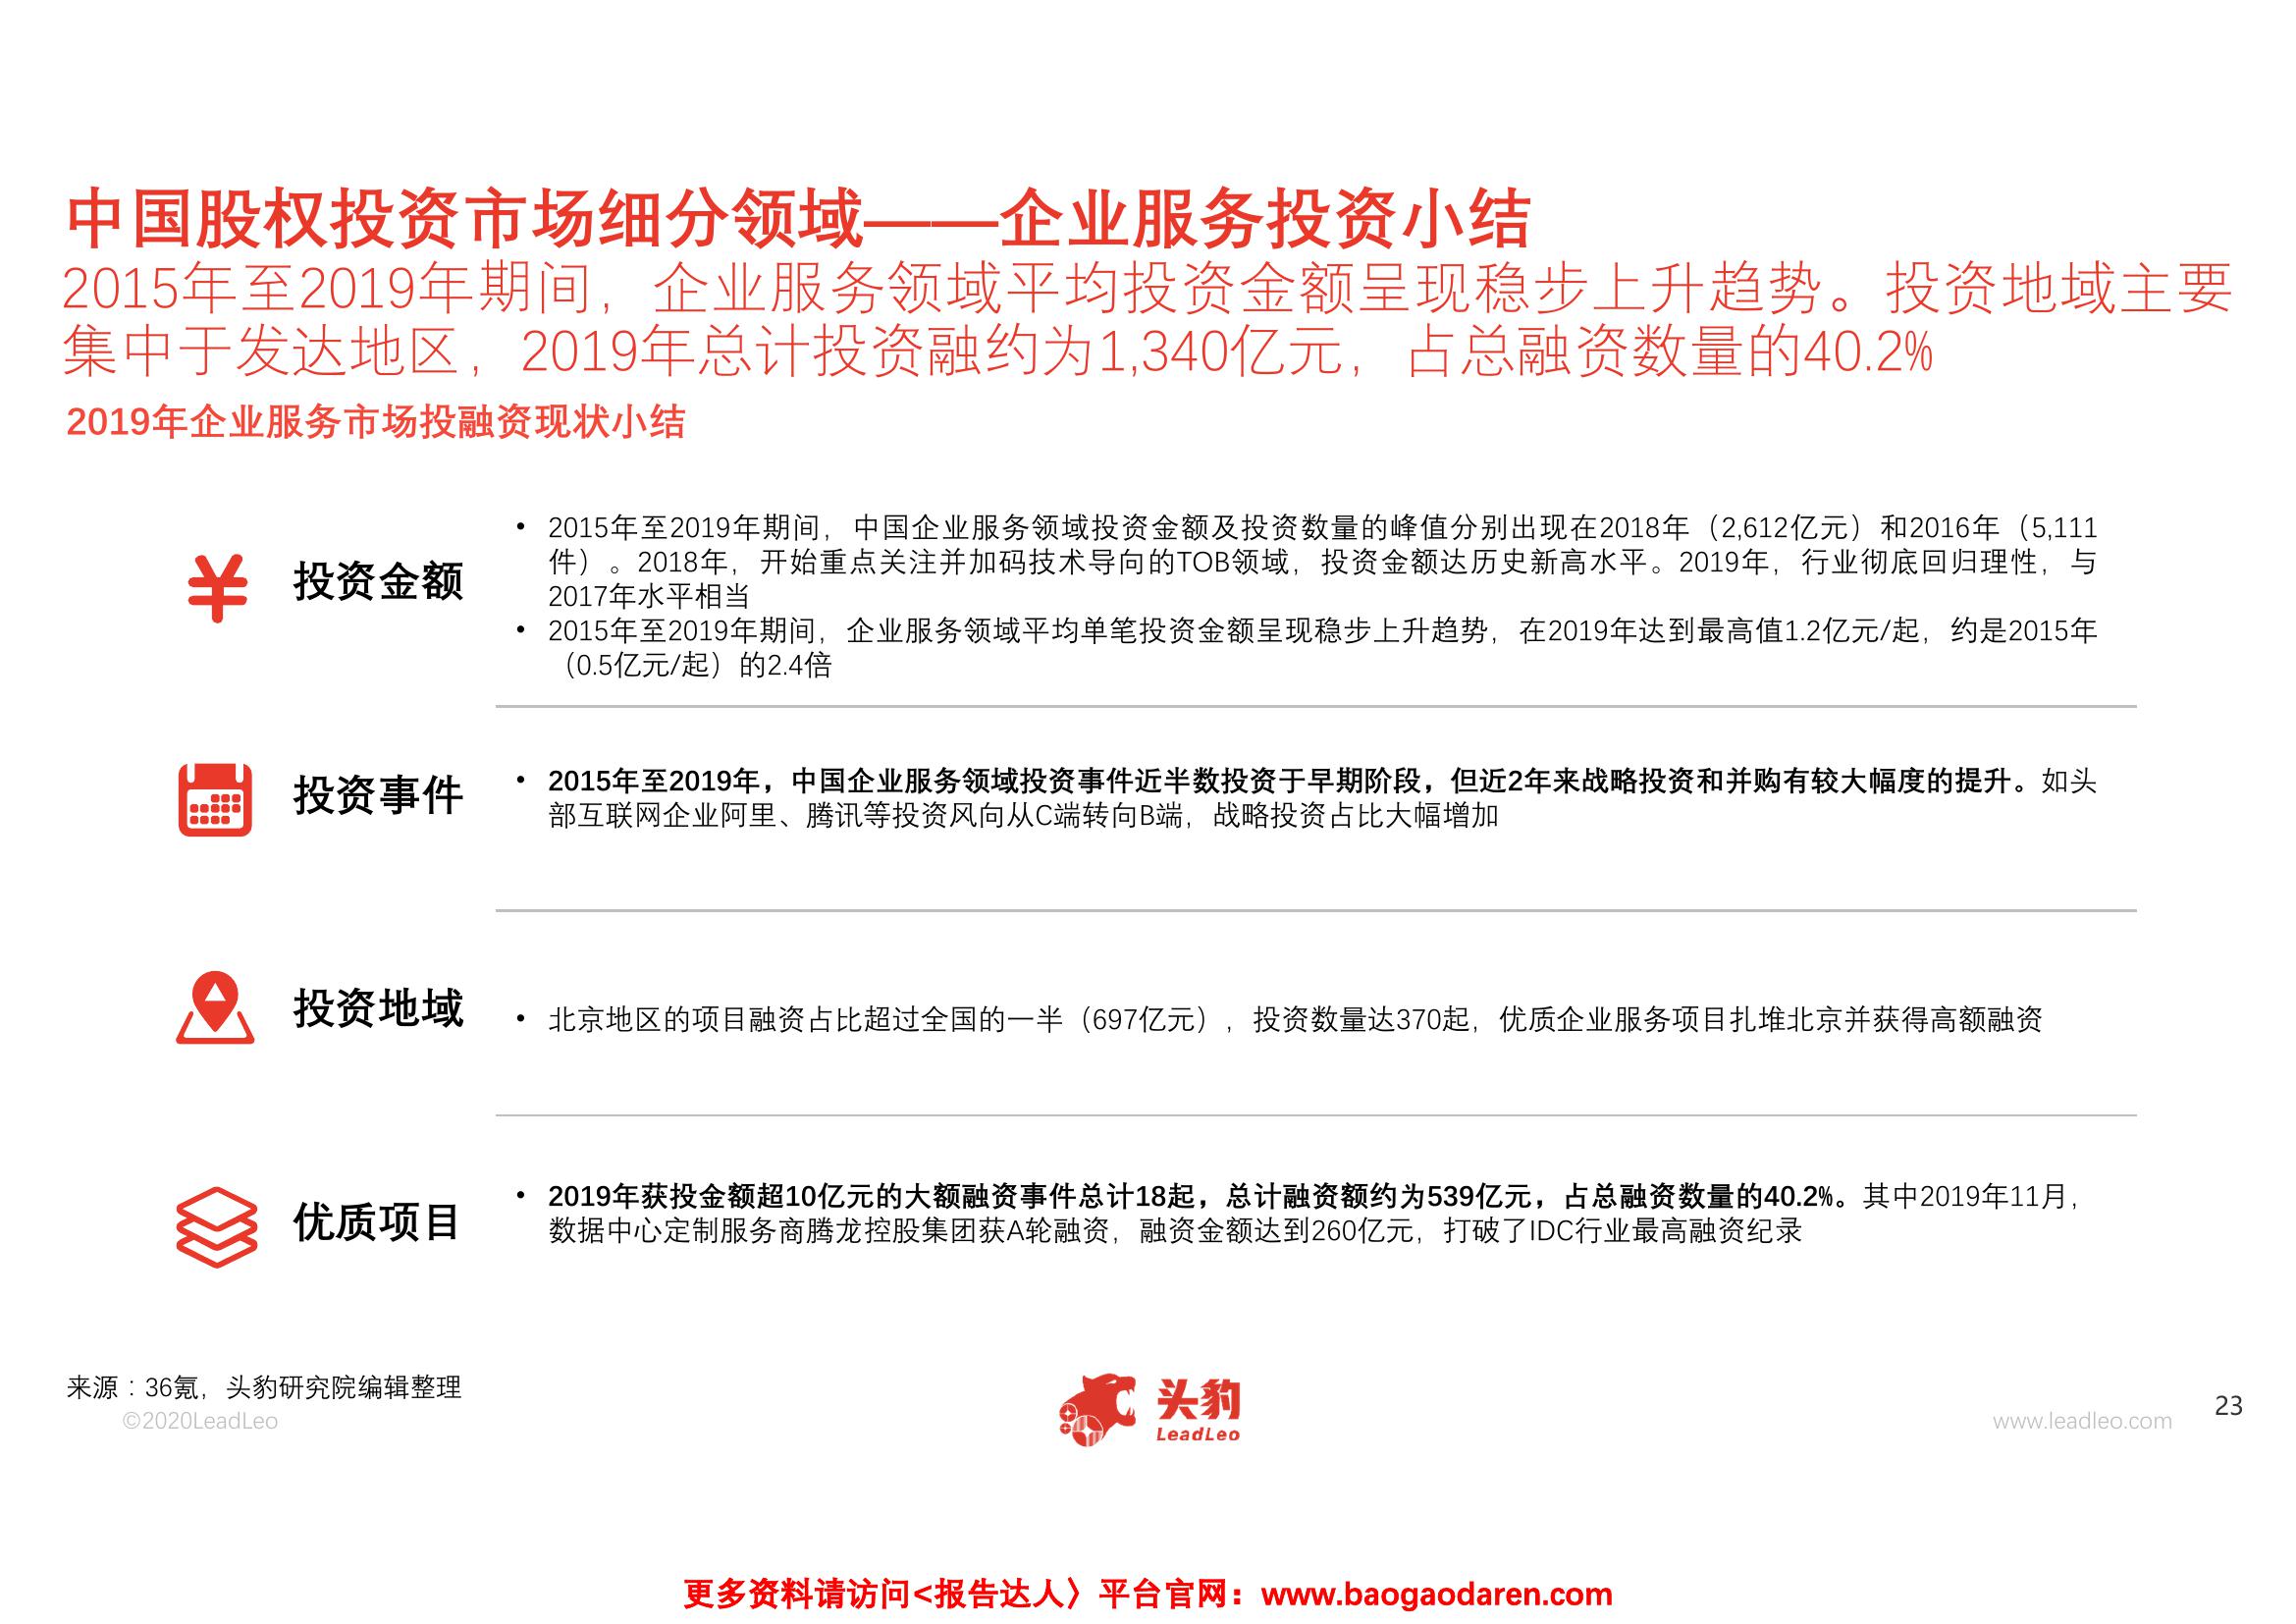 中国股权投资市场细分领域——企业服务投资小结
2015年至2019年期间，企业服务领域平均投资金额呈现稳步上升趋势。投资地域主要
集中于发达地区，2019年总计投资融约为1,340亿元，占总融资数量的40.2%
2019年企业服务市场投融资现状小结
投资金额
• 2015年至2019年期间，中国企业服务领域投资金额及投资数量的峰值分别出现在2018年（2,612亿元）和2016年（5,111
件）。2018年，开始重点关注并加码技术导向的TOB领域，投资金额达历史新高水平。2019年，行业彻底回归理性，与
2017年水平相当
• 2015年至2019年期间，企业服务领域平均单笔投资金额呈现稳步上升趋势，在2019年达到最高值1.2亿元/起，约是2015年
（0.5亿元/起）的2.4倍
投资事件
• 2015年至2019年，中国企业服务领域投资事件近半数投资于早期阶段，但近2年来战略投资和并购有较大幅度的提升。如头
部互联网企业阿里、腾讯等投资风向从C端转向B端，战略投资占比大幅增加
投资地域
• 北京地区的项目融资占比超过全国的一半（697亿元），投资数量达370起，优质企业服务项目扎堆北京并获得高额融资
优质项目
• 2019年获投金额超10亿元的大额融资事件总计18起，总计融资额约为539亿元，占总融资数量的40.2%。其中2019年11月，
数据中心定制服务商腾龙控股集团获A轮融资，融资金额达到260亿元，打破了IDC行业最高融资纪录
来源：36氪，头豹研究院编辑整理
©2020LeadLeo
头豹
LeadLeo
www.leadleo.com
23
更多资料请访问<报告达人〉平台官网：www.baogaodaren.com